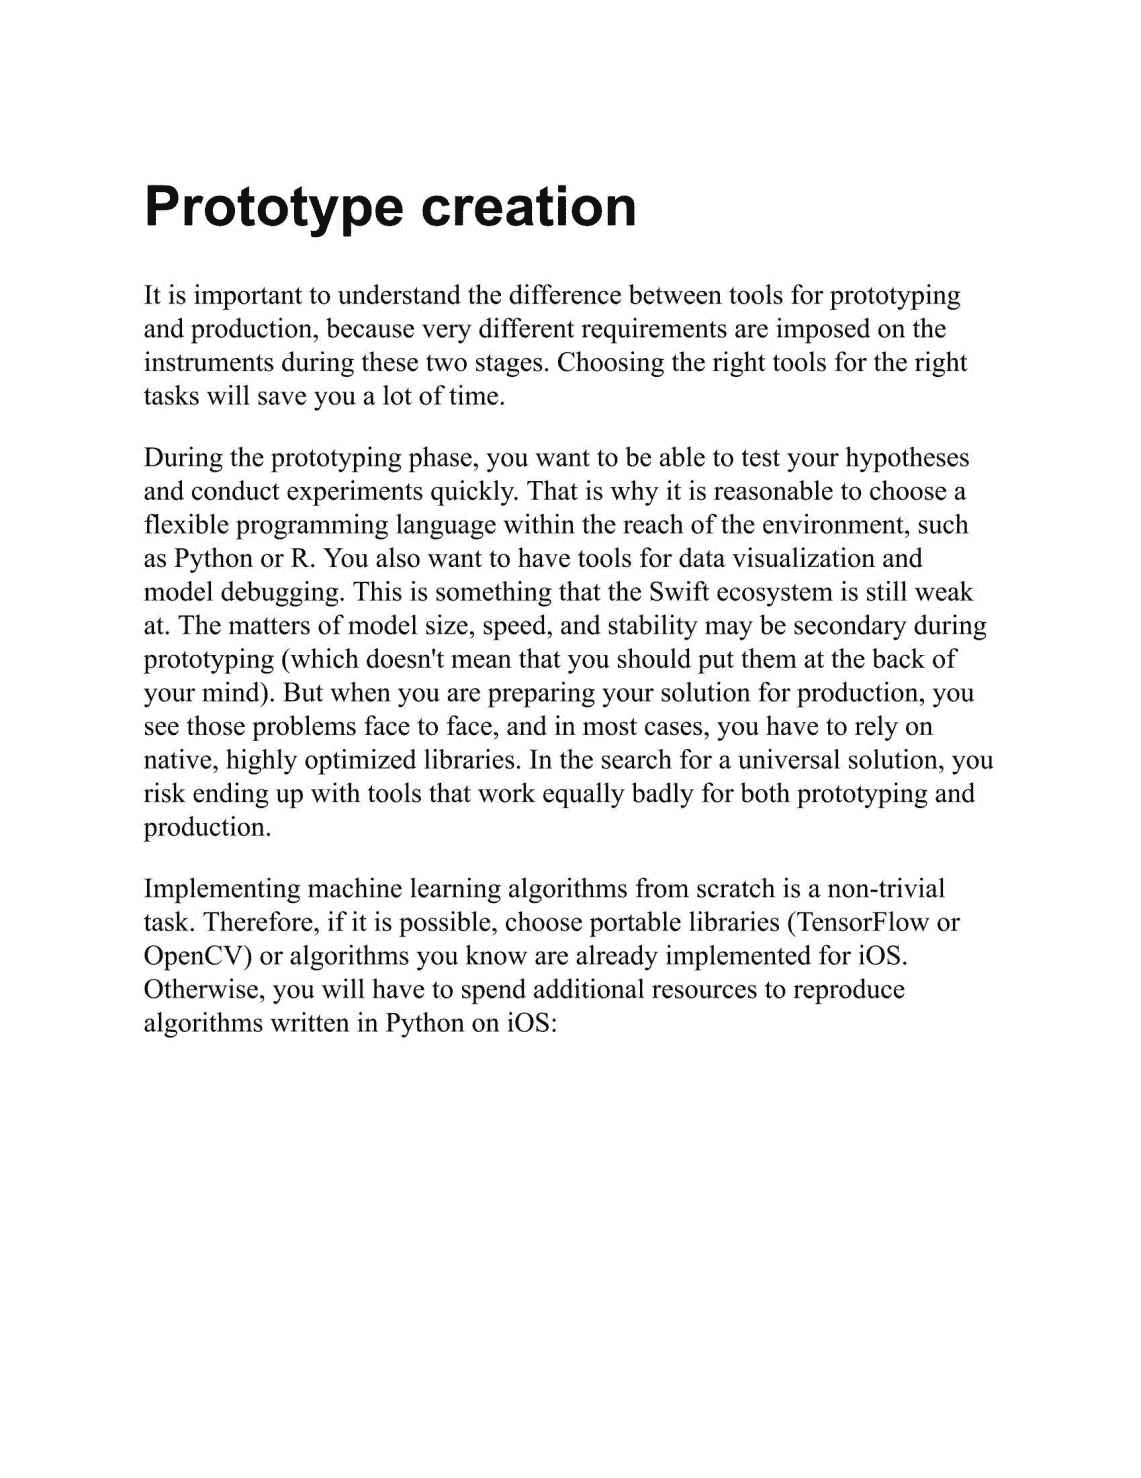 Prototype creation
It is important to understand the difference between tools for prototyping
and production, because very different requirements are imposed on the
instruments during these two stages. Choosing the right tools for the right
tasks will save you a lot of time.
During the prototyping phase, you want to be able to test your hypotheses
and conduct experiments quickly. That is why it is reasonable to choose a
flexible programming language within the reach of the environment, such
as Python or R. You also want to have tools for data visualization and
model debugging. This is something that the Swift ecosystem is still weak
at. The matters of model size, speed, and stability may be secondary during
prototyping (which doesn't mean that you should put them at the back of
your mind). But when you are preparing your solution for production, you
see those problems face to face, and in most cases, you have to rely on
native, highly optimized libraries. In the search for a universal solution, you
risk ending up with tools that work equally badly for both prototyping and
production.
Implementing machine learning algorithms from scratch is a non-trivial
task. Therefore, if it is possible, choose portable libraries (TensorFlow or
OpenCV) or algorithms you know are already implemented for iOS.
Otherwise, you will have to spend additional resources to reproduce
algorithms written in Python on iOS: